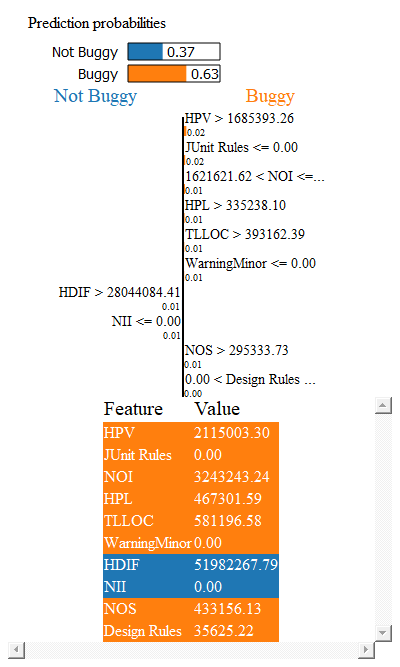 Prediction probabilities
Not Buggy 0.37
Buggy 0.63
Not Buggy Buggy
HPV > 1685393.26
0.02
JUnit Rules <= 0.00
0.02
1621621.62 < NOI <=...
0.01
HPL > 335238.10
0.01
TLLOC > 393162.39
0.01
WarningMinor <= 0.00
0.01
HDIF > 28044084.41
0.01
NII <= 0.00
0.01
NOS > 295333.73
0.01
0.00 < Design Rules ...
0.00
Feature Value
HPV 2115003.30
JUnit Rules 0.00
NOI 3243243.24
HPL 467301.59
TLLOC 581196.58
WarningMinor 0.00
HDIF 51982267.79
NII 0.00
NOS 433156.13
Design Rules 35625.22